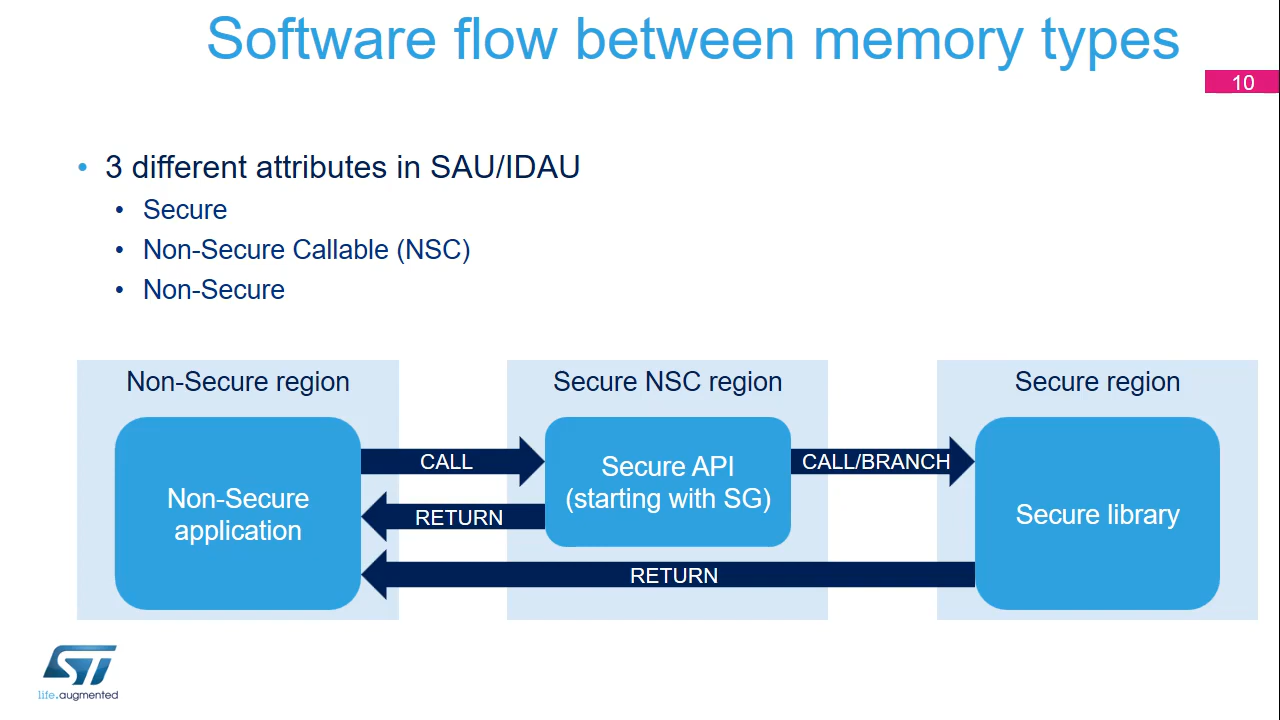 Software flow between memory types
10
• 3 different attributes in SAU/IDAU
• Secure
• Non-Secure Callable (NSC)
• Non-Secure
Non-Secure region
Secure NSC region
Secure region
Non-Secure
application
CALL
RETURN
Secure API
(starting with SG)
CALL/BRANCH
Secure library
RETURN
ST
life.augmented